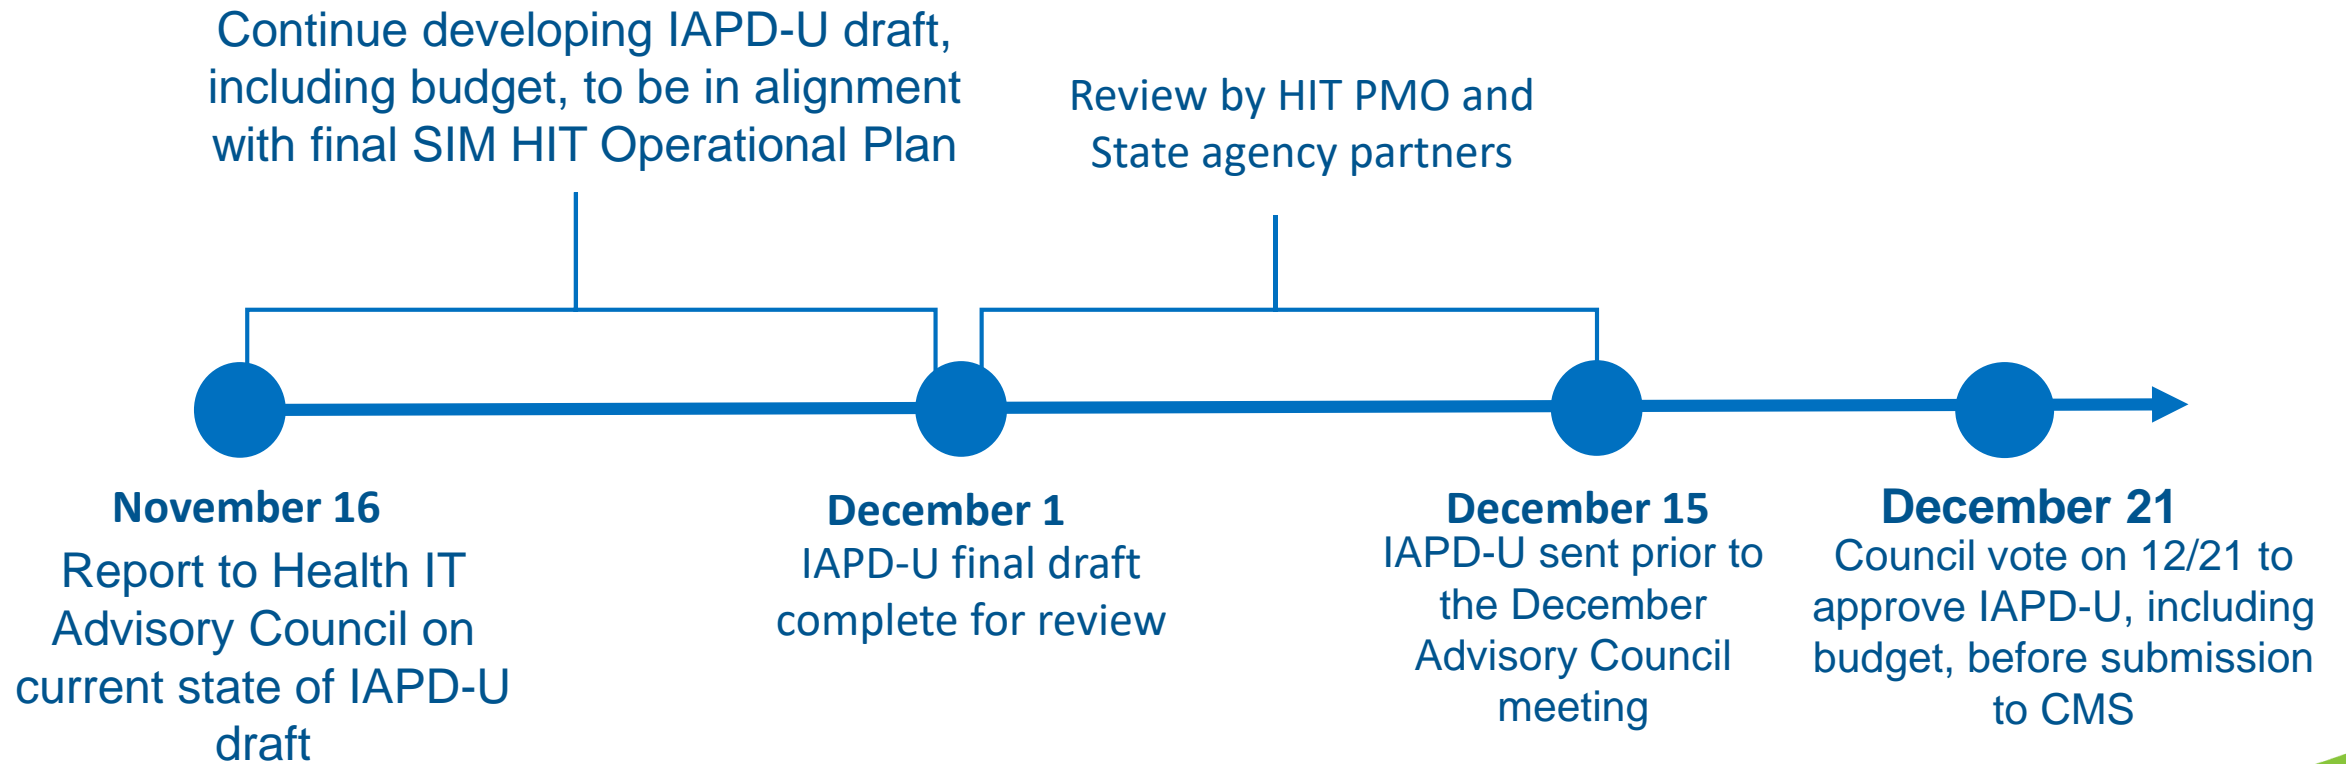 Continue developing IAPD-U draft,
including budget, to be in alignment
with final SIM HIT Operational Plan
Review by HIT PMO and
State agency partners
November 16
Report to Health IT
Advisory Council on
current state of IAPD-U
draft
December 1
IAPD-U final draft
complete for review
December 15
IAPD-U sent prior to
the December
Advisory Council
meeting
December 21
Council vote on 12/21 to
approve IAPD-U, including
budget, before submission
to CMS